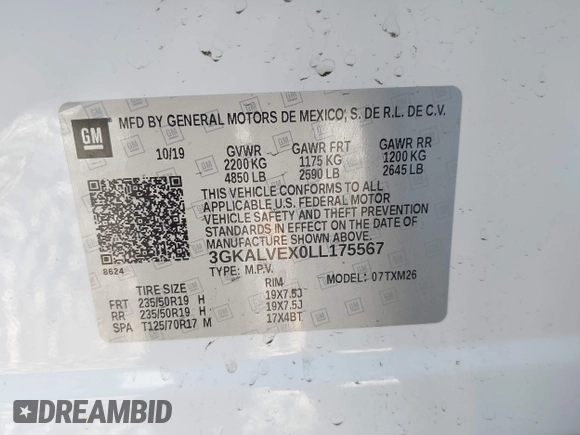 GM
MFD BY GENERAL MOTORS DE MEXICO, S. DE R.L. DE C.V.
10/19 GVWR GAWR FRT GAWR RR
2200 KG 1175 KG 1200 KG
4850 LB 2590 LB 2645 LB
THIS VEHICLE CONFORMS TO ALL
APPLICABLE U.S. FEDERAL MOTOR
VEHICLE SAFETY AND THEFT PREVENTION
STANDARDS IN EFFECT ON THE DATE OF
MANUFACTURE SHOWN ABOVE.
8624
3GKALVEX0LL175567
TYPE: M.P.V. MODEL: 07TXM26
TIRE SIZE RIM
FRT 235/50R19 H 19X7.5J
RR 235/50R19 H 19X7.5J
SPA T125/70R17 M 17X4BT
DREAMBID